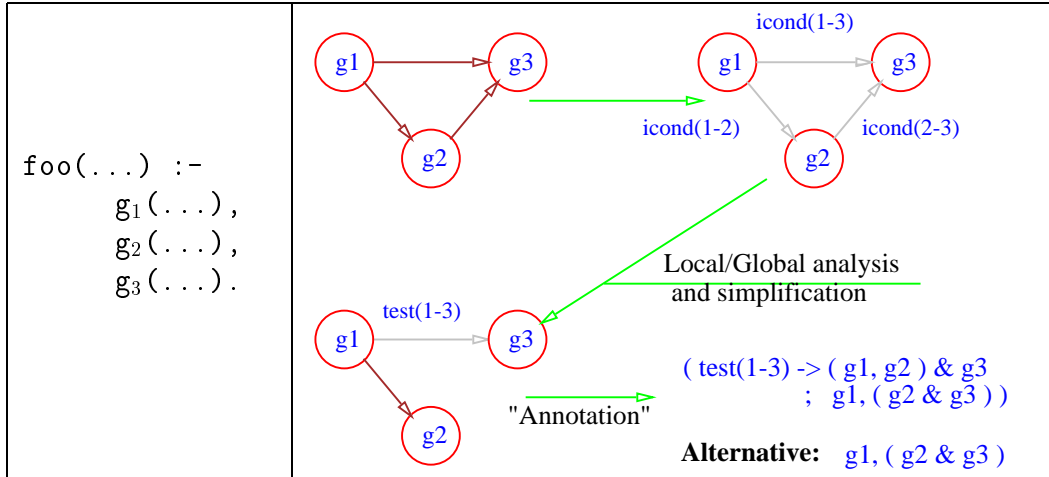 foo(...) :-
g₁(...),
g₂(...),
g₃(...).
g1
g3
g2
icond(1-3)
g1
g3
icond(1-2)
icond(2-3)
g2
Local/Global analysis
and simplification
test(1-3)
g1
g3
g2
"Annotation"
( test(1-3) -> ( g1, g2 ) & g3
; g1, ( g2 & g3 ) )
Alternative: g1, ( g2 & g3 )